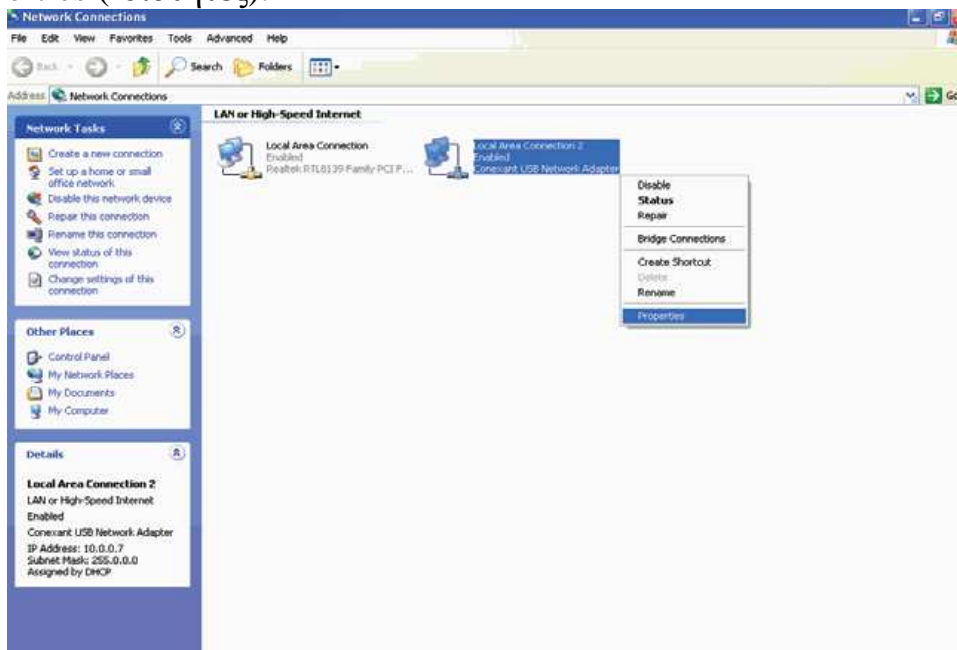 Network Connections
File Edit View Favorites Tools Advanced Help
Back Search Folders
Address Network Connections Go
Network Tasks
Create a new connection
Set up a home or small
office network
Disable this network device
Repair this connection
Rename this connection
View status of this
connection
Change settings of this
connection
Other Places
Control Panel
My Network Places
My Documents
My Computer
Details
Local Area Connection 2
LAN or High-Speed Internet
Enabled
Conexant USB Network Adapter
IP Address: 10.0.0.7
Subnet Mask: 255.0.0.0
Assigned by DHCP
LAN or High-Speed Internet
Local Area Connection
Enabled
Realtek RTL8139 Family PCI F...
Local Area Connection 2
Enabled
Conexant USB Network Adapter
Disable
Status
Repair
Bridge Connections
Create Shortcut
Delete
Rename
Properties